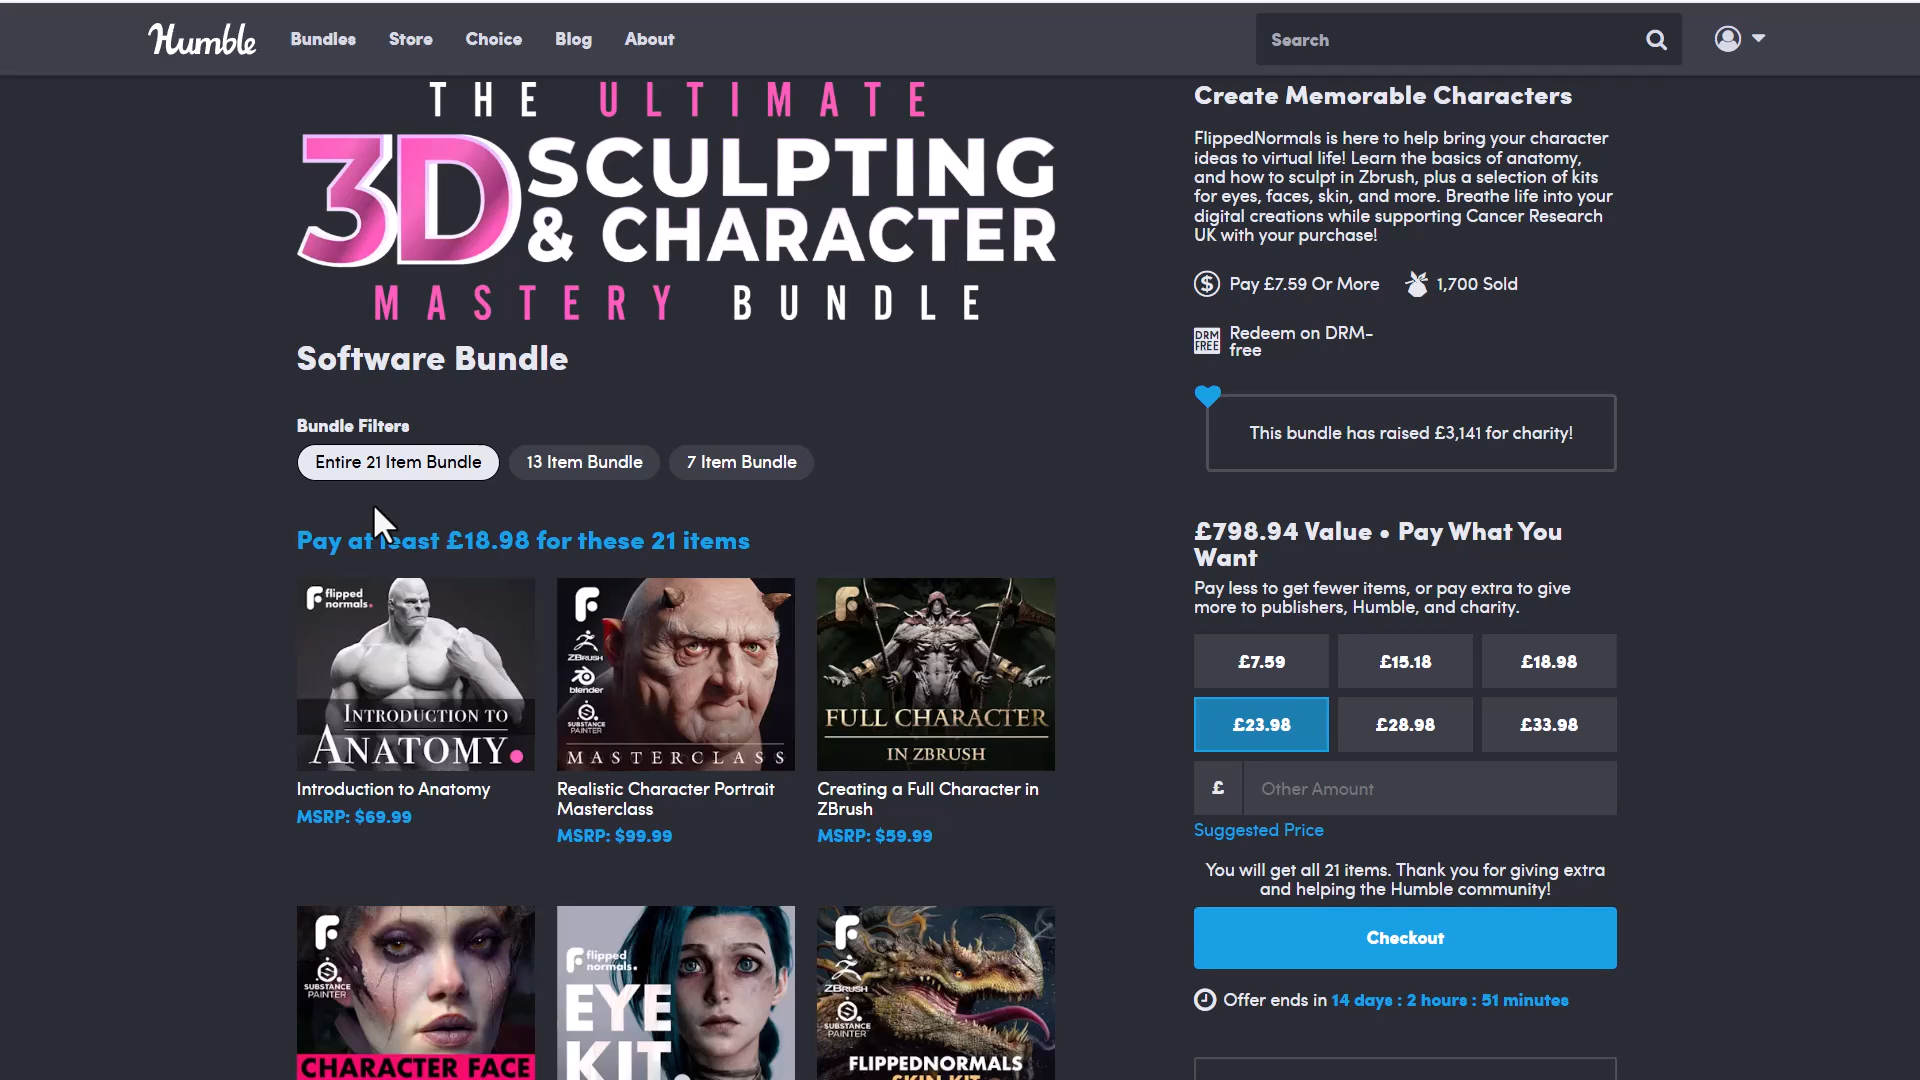 Humble Bundles Store Choice Blog About Search
THE ULTIMATE
3D SCULPTING
& CHARACTER
MASTERY BUNDLE
Software Bundle
Bundle Filters
Entire 21 Item Bundle 13 Item Bundle 7 Item Bundle
Pay at least £18.98 for these 21 items
flipped
normals.
INTRODUCTION TO
ANATOMY.
Introduction to Anatomy
MSRP: $69.99
F
ZBRUSH
blender
SUBSTANCE
PAINTER
MASTERCLASS
Realistic Character Portrait
Masterclass
MSRP: $99.99
FULL CHARACTER
IN ZBRUSH
Creating a Full Character in
ZBrush
MSRP: $59.99
SUBSTANCE
PAINTER
CHARACTER FACE
flipped
normals.
EYE
KIT.
ZBRUSH
SUBSTANCE
PAINTER
FLIPPEDNORMALS
SKIN KIT
Create Memorable Characters
FlippedNormals is here to help bring your character
ideas to virtual life! Learn the basics of anatomy,
and how to sculpt in Zbrush, plus a selection of kits
for eyes, faces, skin, and more. Breathe life into your
digital creations while supporting Cancer Research
UK with your purchase!
$ Pay £7.59 Or More 1,700 Sold
DRM
FREE
Redeem on DRM-
free
This bundle has raised £3,141 for charity!
£798.94 Value • Pay What You
Want
Pay less to get fewer items, or pay extra to give
more to publishers, Humble, and charity.
£7.59 £15.18 £18.98
£23.98 £28.98 £33.98
£ Other Amount
Suggested Price
You will get all 21 items. Thank you for giving extra
and helping the Humble community!
Checkout
Offer ends in 14 days : 2 hours : 51 minutes